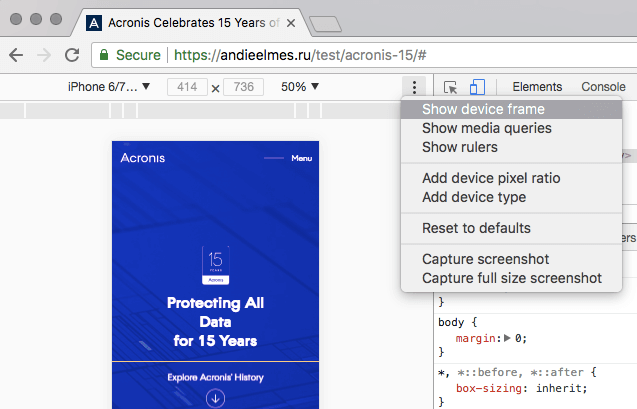 Acronis Celebrates 15 Years of
Secure https://andieelmes.ru/test/acronis-15/#
iPhone 6/7… ▼ 414 × 736 50% ▼
Elements Console
Show device frame
Show media queries
Show rulers
Add device pixel ratio
Add device type
Reset to defaults
Capture screenshot
Capture full size screenshot
Acronis
Menu
15
YEARS
Acronis
Protecting All
Data
for 15 Years
Explore Acronis' History
ers
}
body {
margin:▶ 0;
}
*, *::before, *::after {
box-sizing: inherit;